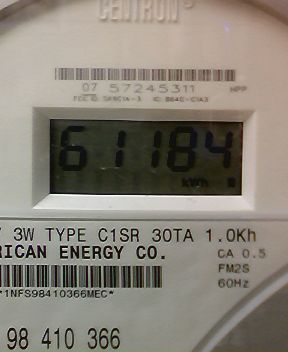 CENTRON®
07 57245311 HPP
61184
kWh
3W TYPE C1SR 30TA 1.0Kh
RICAN ENERGY CO. CA 0.5
FM2S
*1NFS98410366MEC* 60Hz
98 410 366